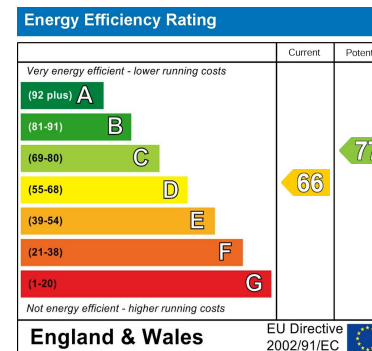 Energy Efficiency Rating
Current Potent
Very energy efficient - lower running costs
(92 plus) A
(81-91) B
(69-80) C
77
(55-68) D
66
(39-54) E
(21-38) F
(1-20) G
Not energy efficient - higher running costs
England & Wales
EU Directive
2002/91/EC